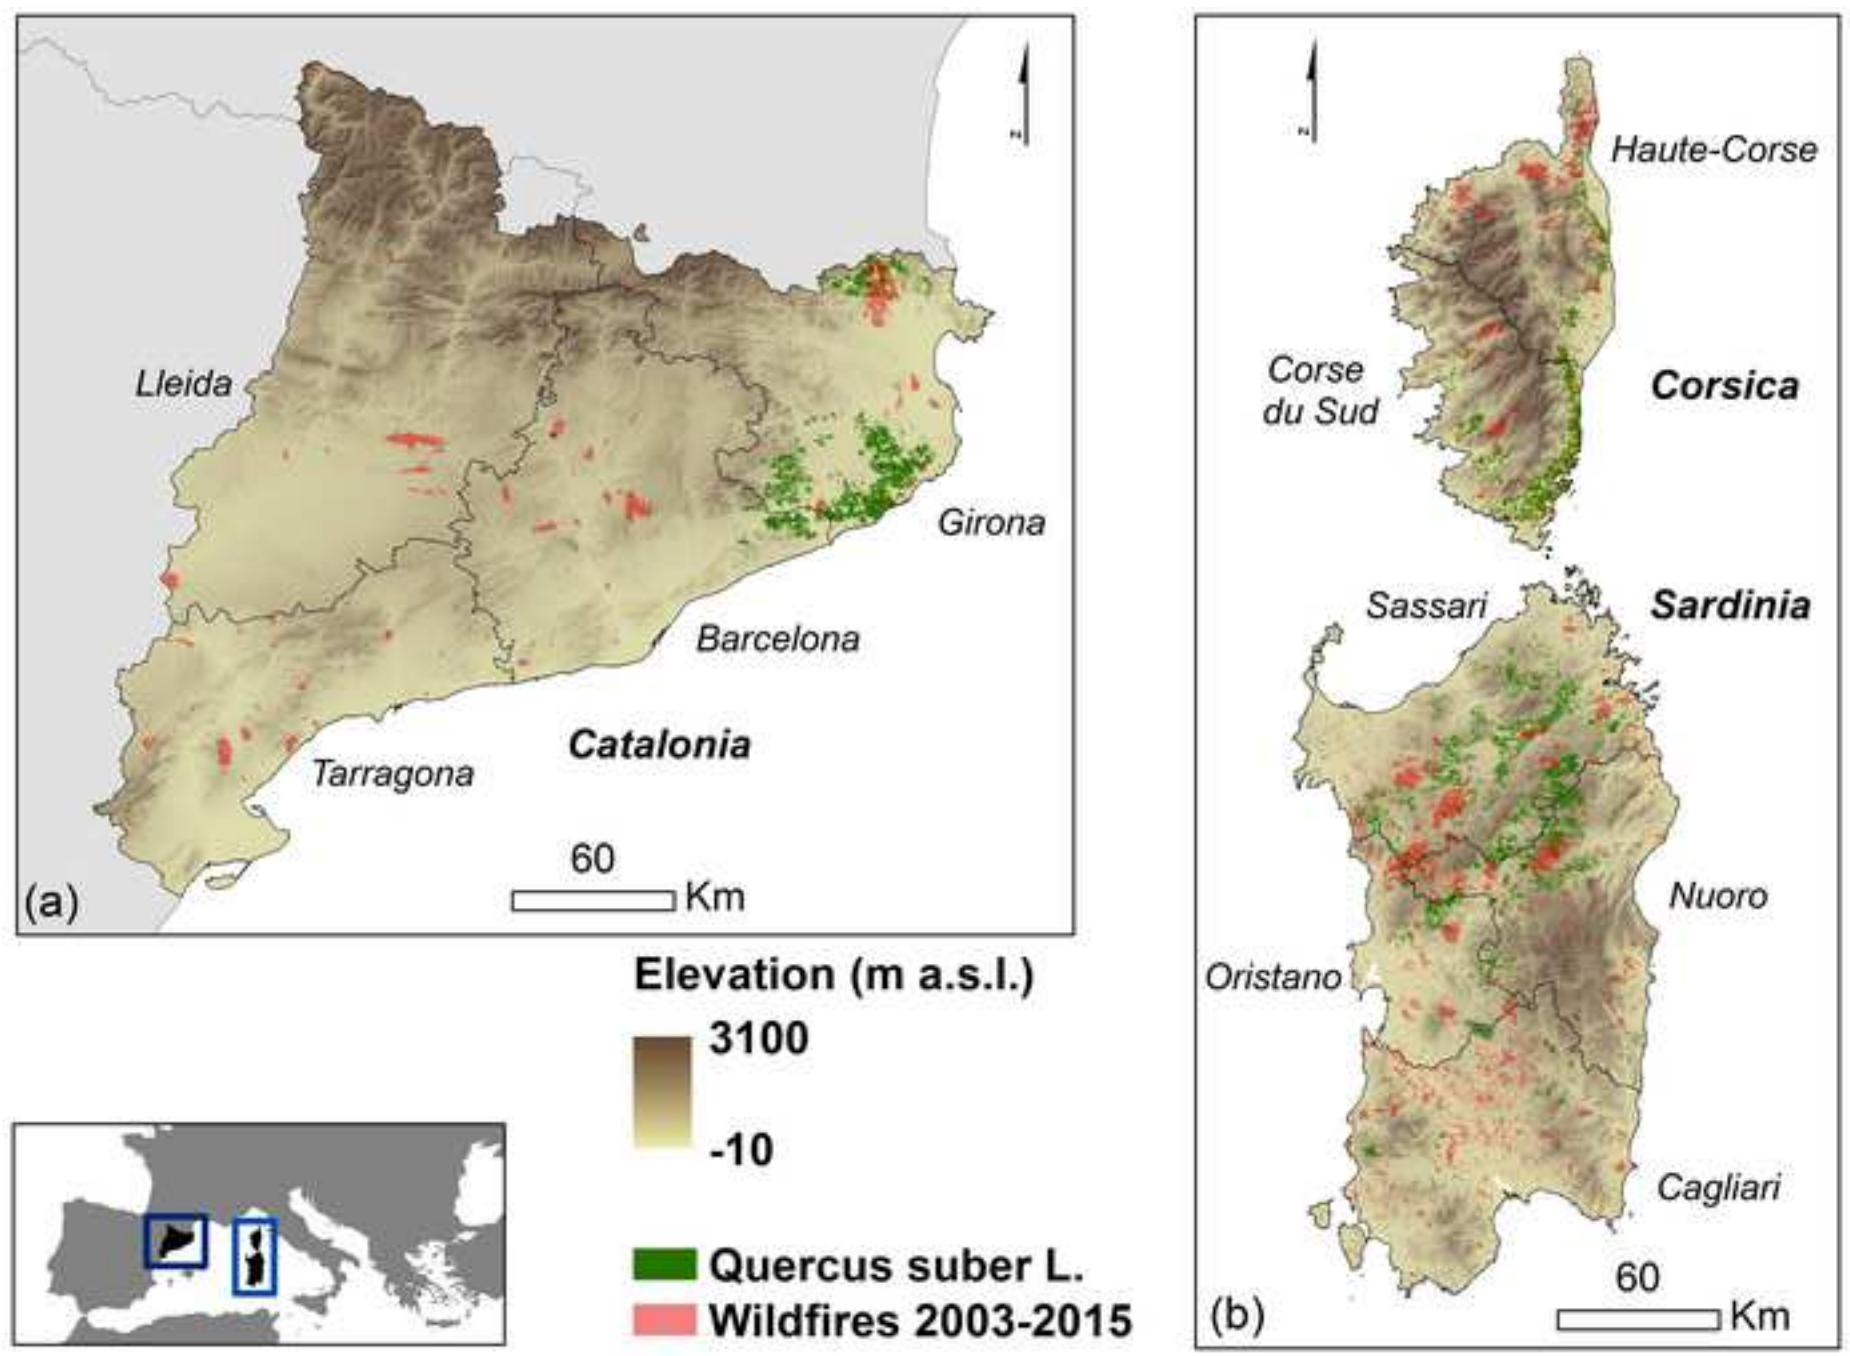 N
Lleida
Girona
Barcelona
Catalonia
Tarragona
60
Km
(a)
N
Haute-Corse
Corse
du Sud
Corsica
Sassari
Sardinia
Nuoro
Oristano
Cagliari
60
Km
(b)
Elevation (m a.s.l.)
3100
-10
Quercus suber L.
Wildfires 2003-2015